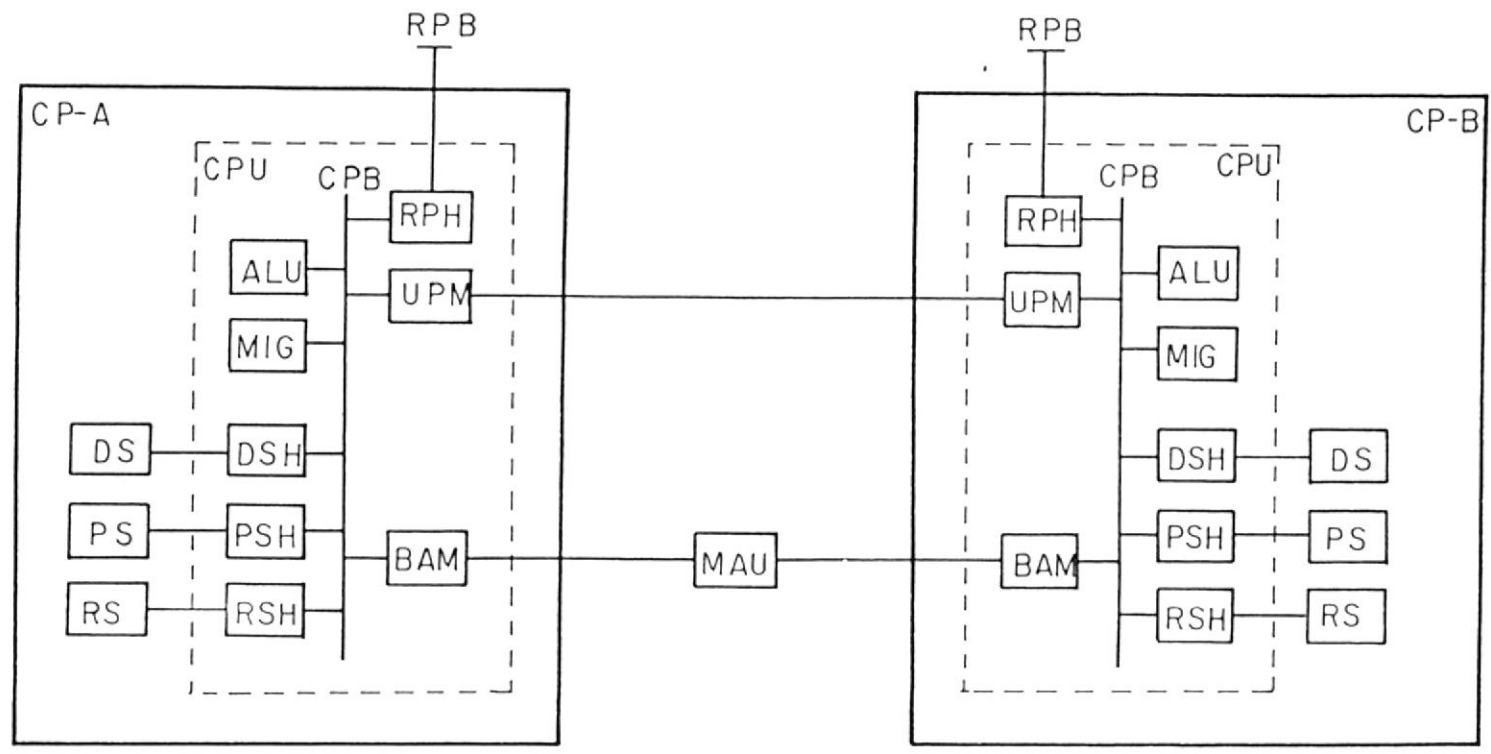 RPB
RPB
CP-A
CP-B
CPU
CPB
RPH
ALU
UPM
MIG
DS
DSH
PS
PSH
BAM
RS
RSH
MAU
CPB
CPU
RPH
ALU
UPM
MIG
DSH
DS
BAM
PSH
PS
RSH
RS